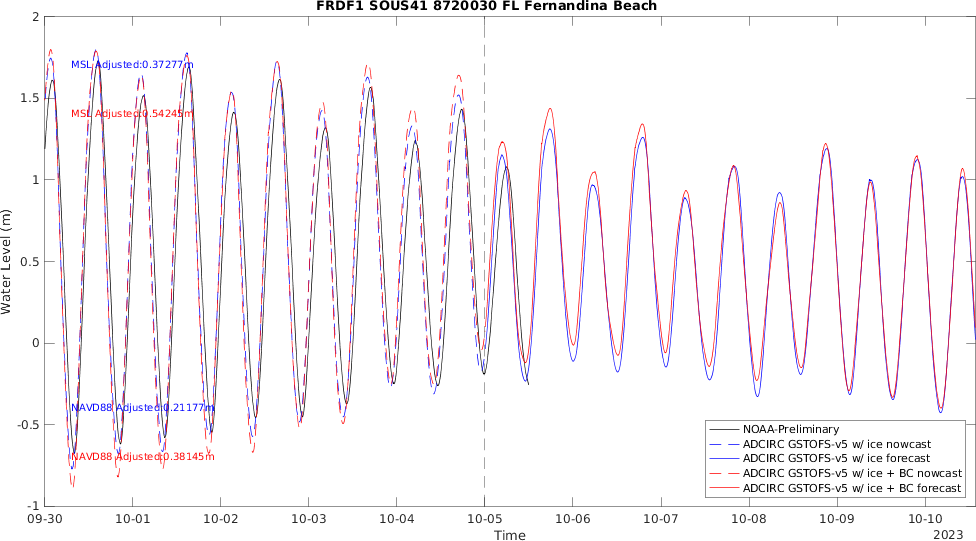 FRDF1 SOUS41 8720030 FL Fernandina Beach
2
1.5
1
0.5
0
-0.5
-1
Water Level (m)
MSL Adjusted:0.37277m
MSL Adjusted:0.54245m
NAVD88 Adjusted:0.21177m
NAVD88 Adjusted:0.38145m
NOAA-Preliminary
ADCIRC GSTOFS-v5 w/ ice nowcast
ADCIRC GSTOFS-v5 w/ ice forecast
ADCIRC GSTOFS-v5 w/ ice + BC nowcast
ADCIRC GSTOFS-v5 w/ ice + BC forecast
09-30 10-01 10-02 10-03 10-04 10-05 10-06 10-07 10-08 10-09 10-10
Time
2023